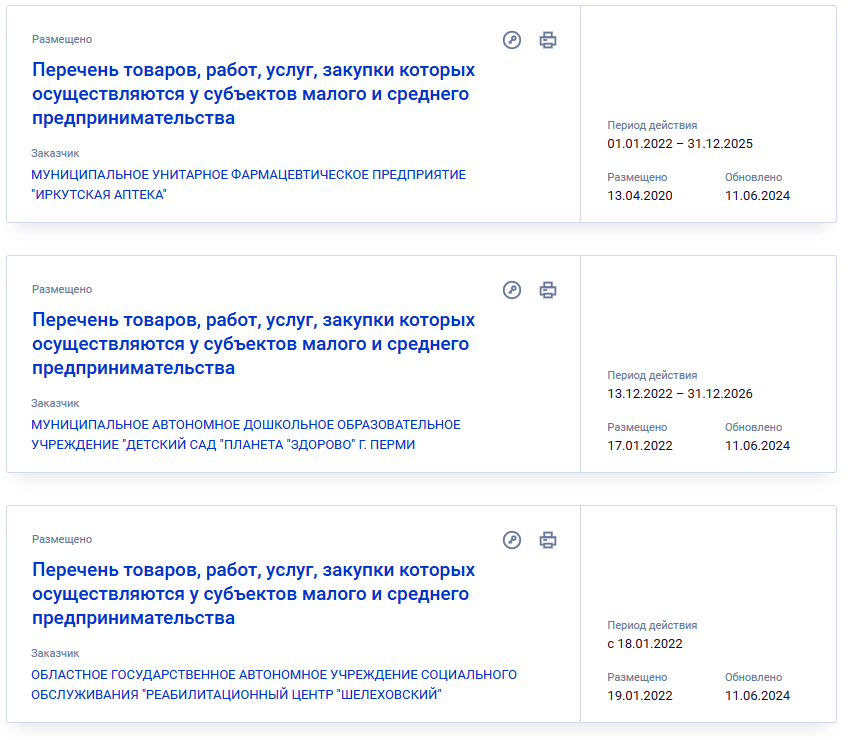 Размещено
Перечень товаров, работ, услуг, закупки которых
осуществляются у субъектов малого и среднего
предпринимательства
Заказчик
МУНИЦИПАЛЬНОЕ УНИТАРНОЕ ФАРМАЦЕВТИЧЕСКОЕ ПРЕДПРИЯТИЕ
"ИРКУТСКАЯ АПТЕКА"
Период действия
01.01.2022 – 31.12.2025
Размещено Обновлено
13.04.2020 11.06.2024
Размещено
Перечень товаров, работ, услуг, закупки которых
осуществляются у субъектов малого и среднего
предпринимательства
Заказчик
МУНИЦИПАЛЬНОЕ АВТОНОМНОЕ ДОШКОЛЬНОЕ ОБРАЗОВАТЕЛЬНОЕ
УЧРЕЖДЕНИЕ "ДЕТСКИЙ САД "ПЛАНЕТА "ЗДОРОВО" Г. ПЕРМИ
Период действия
13.12.2022 – 31.12.2026
Размещено Обновлено
17.01.2022 11.06.2024
Размещено
Перечень товаров, работ, услуг, закупки которых
осуществляются у субъектов малого и среднего
предпринимательства
Заказчик
ОБЛАСТНОЕ ГОСУДАРСТВЕННОЕ АВТОНОМНОЕ УЧРЕЖДЕНИЕ СОЦИАЛЬНОГО
ОБСЛУЖИВАНИЯ "РЕАБИЛИТАЦИОННЫЙ ЦЕНТР "ШЕЛЕХОВСКИЙ"
Период действия
с 18.01.2022
Размещено Обновлено
19.01.2022 11.06.2024